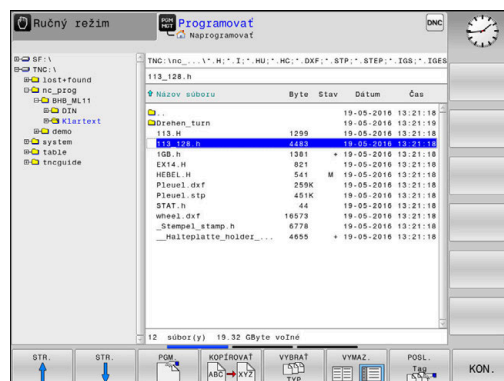 Ručný režim
PGM MGT
Programovať
Naprogramovať
DNC
SF:\
TNC:\
lost+found
nc_prog
BHB_ML11
DIN
Klartext
demo
system
table
tncguide
TNC:\nc_...\*.H;*.I;*.HU;*.HC;*.DXF;*.STP;*.STEP;*.IGS;*.IGES
113_128.h
Názov súboru Byte Stav Dátum Čas
.. 19-05-2016 13:21:18
Drehen_turn 19-05-2016 13:21:19
113.H 1299 19-05-2016 13:21:18
113_128.h 4483 19-05-2016 13:21:18
1GB.h 1381 + 19-05-2016 13:21:18
EX14.H 821 19-05-2016 13:21:18
HEBEL.H 541 M 19-05-2016 13:21:18
Pleuel.dxf 259K 19-05-2016 13:21:18
Pleuel.stp 451K 19-05-2016 13:21:18
STAT.h 44 19-05-2016 13:21:18
wheel.dxf 16573 19-05-2016 13:21:18
_Stempel_stamp.h 6778 19-05-2016 13:21:18
__Halteplatte_holder_... 4655 + 19-05-2016 13:21:18
12 súbor(y) 19.32 GByte voľné
STR.
STR.
PGM
KOPÍROVAŤ
ABC XYZ
VYBRAŤ
TYP
VYMAZ.
POSL.
Tag
KON.